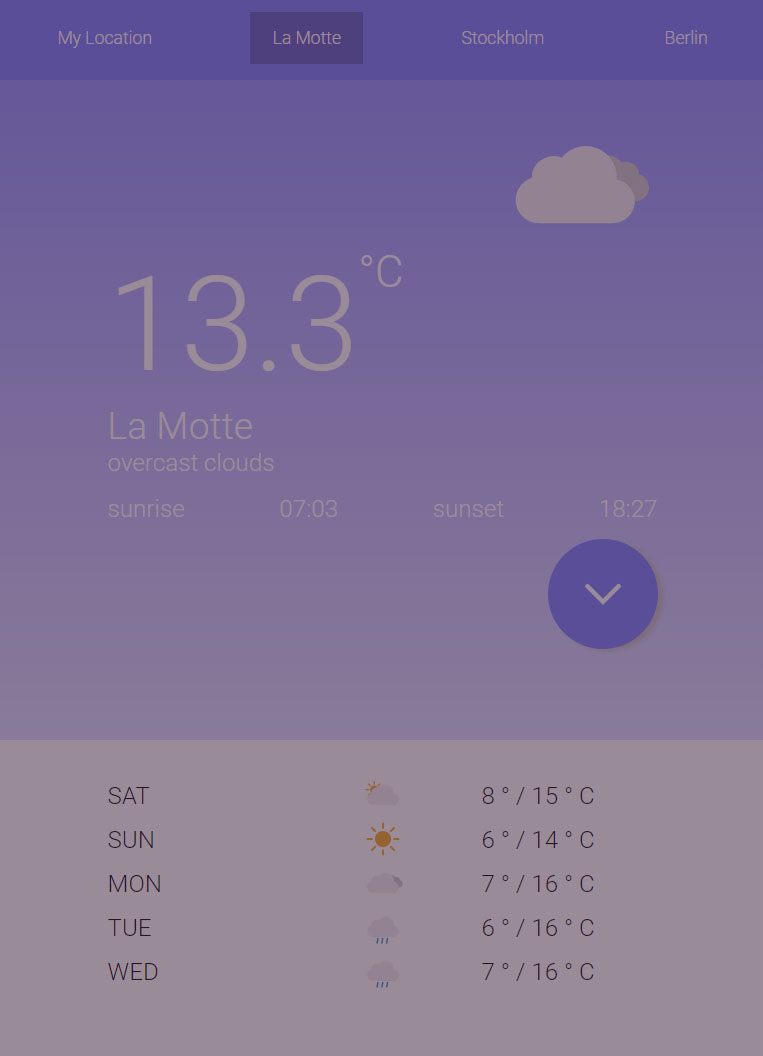 My Location La Motte Stockholm Berlin
13.3 °C
La Motte
overcast clouds
sunrise 07:03 sunset 18:27
SAT 8 ° / 15 ° C
SUN 6 ° / 14 ° C
MON 7 ° / 16 ° C
TUE 6 ° / 16 ° C
WED 7 ° / 16 ° C